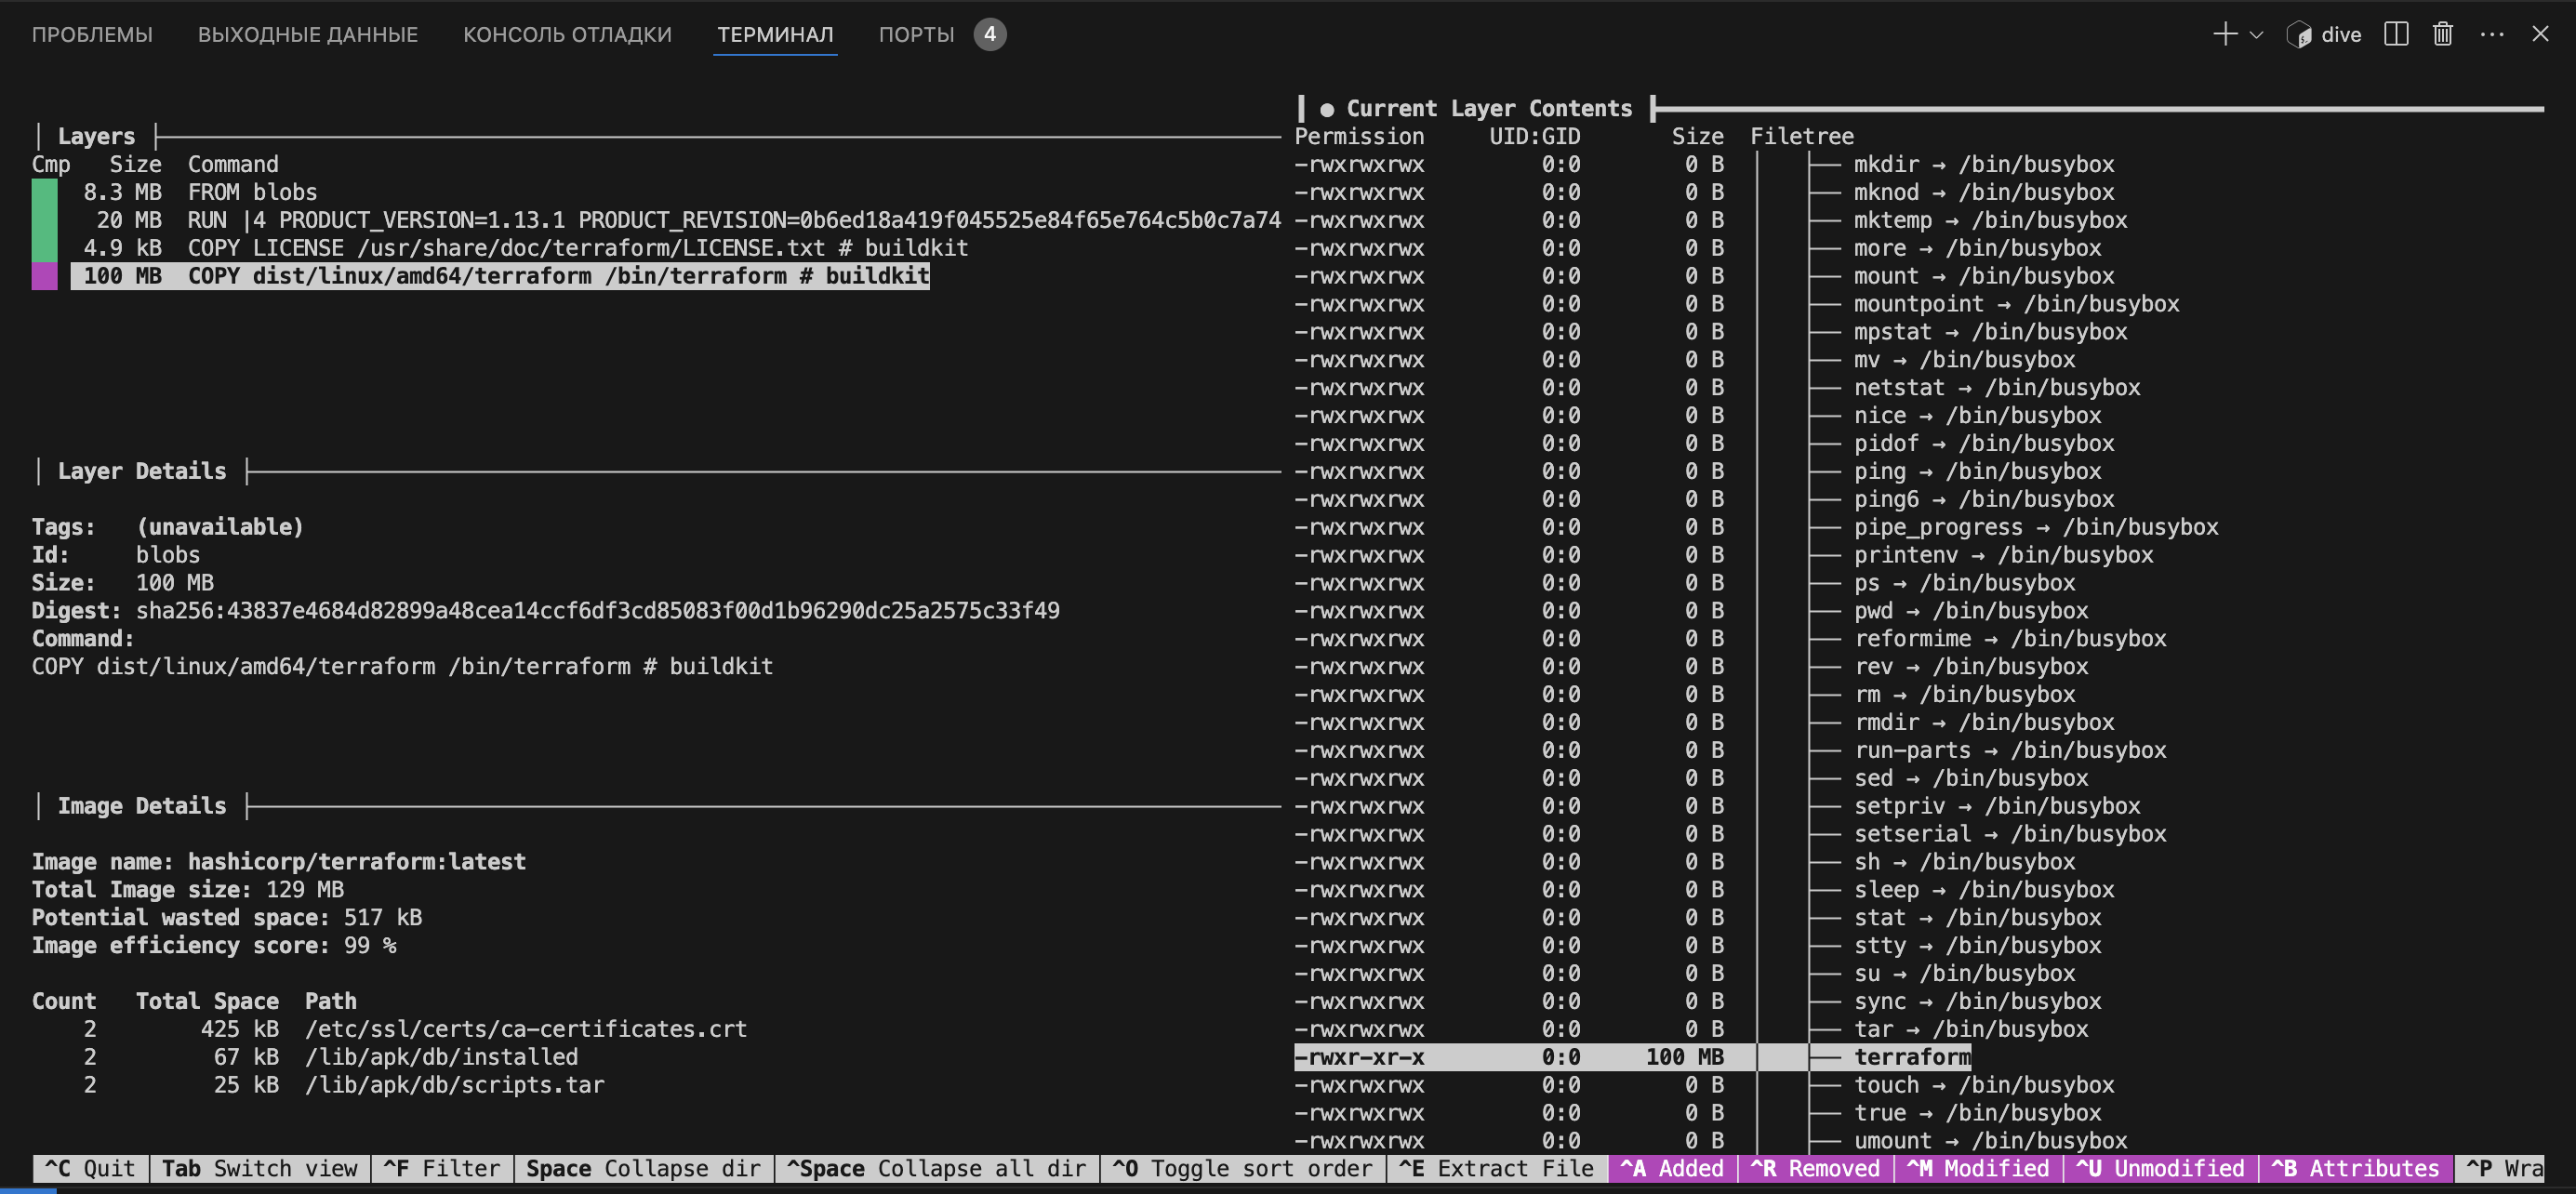 ПРОБЛЕМЫ ВЫХОДНЫЕ ДАННЫЕ КОНСОЛЬ ОТЛАДКИ ТЕРМИНАЛ ПОРТЫ 4 dive
Layers
Cmp Size Command
8.3 MB FROM blobs
20 MB RUN |4 PRODUCT_VERSION=1.13.1 PRODUCT_REVISION=0b6ed18a419f045525e84f65e764c5b0c7a74
4.9 kB COPY LICENSE /usr/share/doc/terraform/LICENSE.txt # buildkit
100 MB COPY dist/linux/amd64/terraform /bin/terraform # buildkit
Layer Details
Tags: (unavailable)
Id: blobs
Size: 100 MB
Digest: sha256:43837e4684d82899a48cea14ccf6df3cd85083f00d1b96290dc25a2575c33f49
Command:
COPY dist/linux/amd64/terraform /bin/terraform # buildkit
Image Details
Image name: hashicorp/terraform:latest
Total Image size: 129 MB
Potential wasted space: 517 kB
Image efficiency score: 99 %
Count Total Space Path
2 425 kB /etc/ssl/certs/ca-certificates.crt
2 67 kB /lib/apk/db/installed
2 25 kB /lib/apk/db/scripts.tar
● Current Layer Contents
Permission UID:GID Size Filetree
-rwxrwxrwx 0:0 0 B ├── mkdir → /bin/busybox
-rwxrwxrwx 0:0 0 B ├── mknod → /bin/busybox
-rwxrwxrwx 0:0 0 B ├── mktemp → /bin/busybox
-rwxrwxrwx 0:0 0 B ├── more → /bin/busybox
-rwxrwxrwx 0:0 0 B ├── mount → /bin/busybox
-rwxrwxrwx 0:0 0 B ├── mountpoint → /bin/busybox
-rwxrwxrwx 0:0 0 B ├── mpstat → /bin/busybox
-rwxrwxrwx 0:0 0 B ├── mv → /bin/busybox
-rwxrwxrwx 0:0 0 B ├── netstat → /bin/busybox
-rwxrwxrwx 0:0 0 B ├── nice → /bin/busybox
-rwxrwxrwx 0:0 0 B ├── pidof → /bin/busybox
-rwxrwxrwx 0:0 0 B ├── ping → /bin/busybox
-rwxrwxrwx 0:0 0 B ├── ping6 → /bin/busybox
-rwxrwxrwx 0:0 0 B ├── pipe_progress → /bin/busybox
-rwxrwxrwx 0:0 0 B ├── printenv → /bin/busybox
-rwxrwxrwx 0:0 0 B ├── ps → /bin/busybox
-rwxrwxrwx 0:0 0 B ├── pwd → /bin/busybox
-rwxrwxrwx 0:0 0 B ├── reformime → /bin/busybox
-rwxrwxrwx 0:0 0 B ├── rev → /bin/busybox
-rwxrwxrwx 0:0 0 B ├── rm → /bin/busybox
-rwxrwxrwx 0:0 0 B ├── rmdir → /bin/busybox
-rwxrwxrwx 0:0 0 B ├── run-parts → /bin/busybox
-rwxrwxrwx 0:0 0 B ├── sed → /bin/busybox
-rwxrwxrwx 0:0 0 B ├── setpriv → /bin/busybox
-rwxrwxrwx 0:0 0 B ├── setserial → /bin/busybox
-rwxrwxrwx 0:0 0 B ├── sh → /bin/busybox
-rwxrwxrwx 0:0 0 B ├── sleep → /bin/busybox
-rwxrwxrwx 0:0 0 B ├── stat → /bin/busybox
-rwxrwxrwx 0:0 0 B ├── stty → /bin/busybox
-rwxrwxrwx 0:0 0 B ├── su → /bin/busybox
-rwxrwxrwx 0:0 0 B ├── sync → /bin/busybox
-rwxrwxrwx 0:0 0 B ├── tar → /bin/busybox
-rwxr-xr-x 0:0 100 MB ├── terraform
-rwxrwxrwx 0:0 0 B ├── touch → /bin/busybox
-rwxrwxrwx 0:0 0 B ├── true → /bin/busybox
-rwxrwxrwx 0:0 0 B ├── umount → /bin/busybox
^C Quit Tab Switch view ^F Filter Space Collapse dir ^Space Collapse all dir ^O Toggle sort order ^E Extract File ^A Added ^R Removed ^M Modified ^U Unmodified ^B Attributes ^P Wra